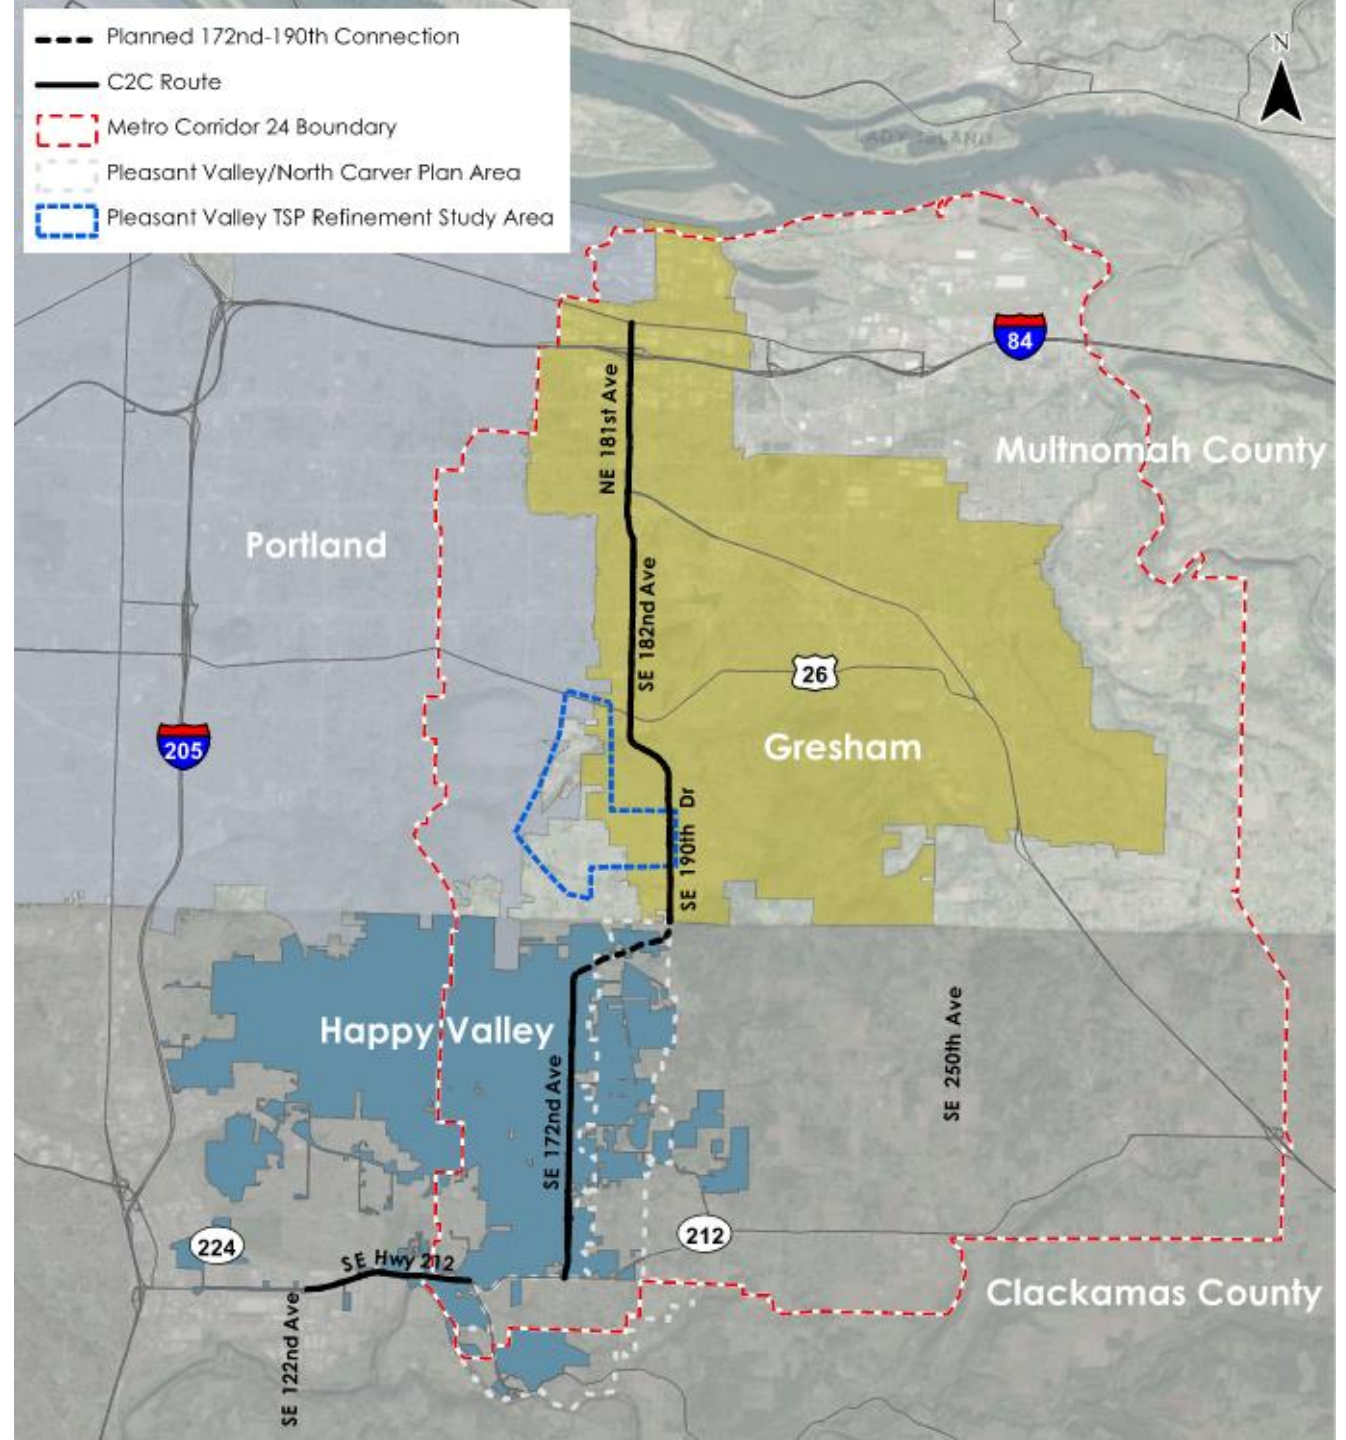 Planned 172nd-190th Connection
C2C Route
Metro Corridor 24 Boundary
Pleasant Valley/North Carver Plan Area
Pleasant Valley TSP Refinement Study Area
N
LADY ISLAND
84
NE 181st Ave
Multnomah County
Portland
SE 182nd Ave
26
205
Gresham
SE 190th Dr
Happy Valley
SE 250th Ave
SE 172nd Ave
224
212
SE Hwy 212
Clackamas County
SE 122nd Ave